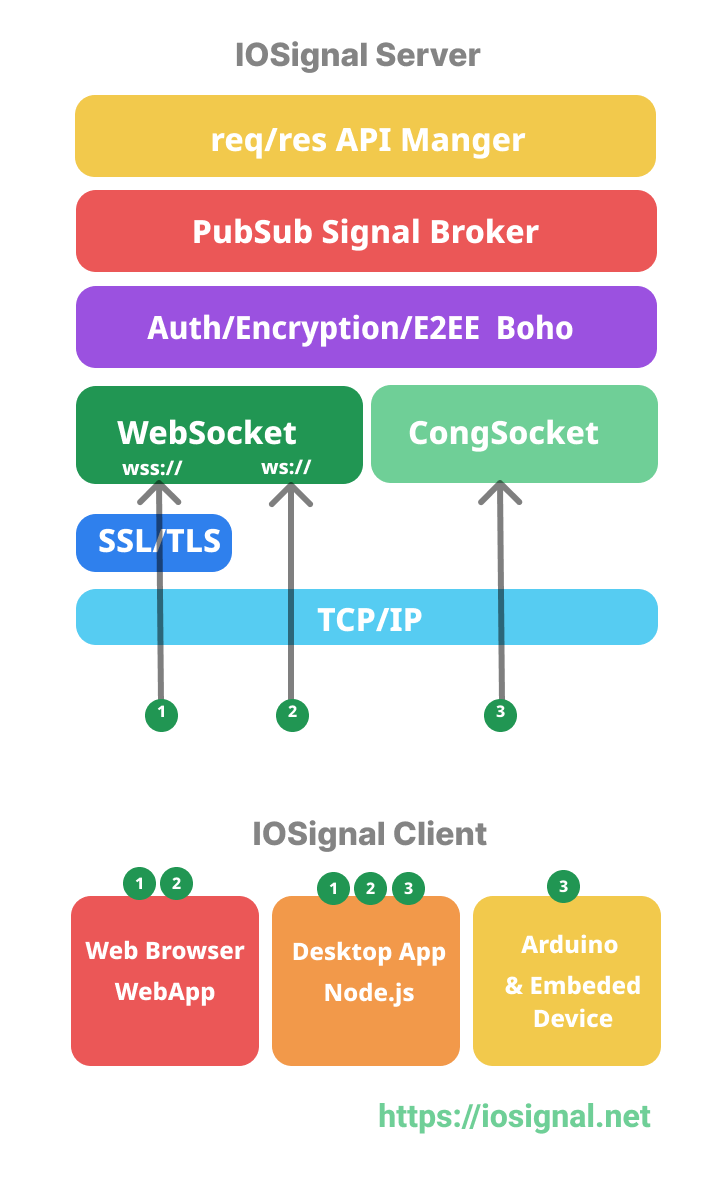 IOSignal Server
req/res API Manger
PubSub Signal Broker
Auth/Encryption/E2EE Boho
WebSocket
CongSocket
wss://
ws://
SSL/TLS
TCP/IP
1
2
3
IOSignal Client
1
2
1
2
3
3
Web Browser
WebApp
Desktop App
Node.js
Arduino
& Embeded
Device
https://iosignal.net